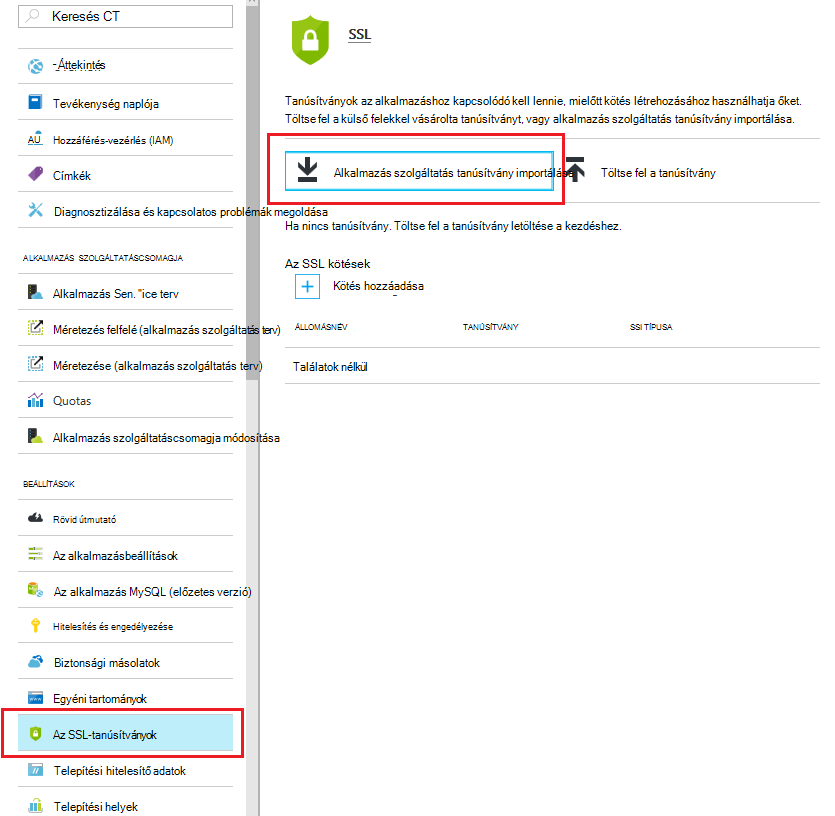 Keresés CT
-Áttekintés
Tevékenység naplója
Hozzáférés-vezérlés (IAM)
Címkék
Diagnosztizálása és kapcsolatos problémák megoldása
ALKALMAZÁS SZOLGÁLTATÁSCSOMAGJA
Alkalmazás Sen. "ice terv
Méretezés felfelé (alkalmazás szolgáltatás terv)
Méretezése (alkalmazás szolgáltatás terv)
Quotas
Alkalmazás szolgáltatáscsomagja módosítása
BEÁLLÍTÁSOK
Rövid útmutató
Az alkalmazásbeállítások
Az alkalmazás MySQL (előzetes verzió)
Hitelesítés és engedélyezése
Biztonsági másolatok
Egyéni tartományok
Az SSL-tanúsítványok
Telepítési hitelesítő adatok
Telepítési helyek
SSL
Tanúsítványok az alkalmazáshoz kapcsolódó kell lennie, mielőtt kötés létrehozásához használhatja őket.
Töltse fel a külső felekkel vásárolta tanúsítványt, vagy alkalmazás szolgáltatás tanúsítvány importálása.
Alkalmazás szolgáltatás tanúsítvány importálása
Töltse fel a tanúsítvány
Ha nincs tanúsítvány. Töltse fel a tanúsítvány letöltése a kezdéshez.
Az SSL kötések
Kötés hozzáadása
ÁLLOMÁSNÉV TANÚSÍTVÁNY SSI TÍPUSA
Találatok nélkül